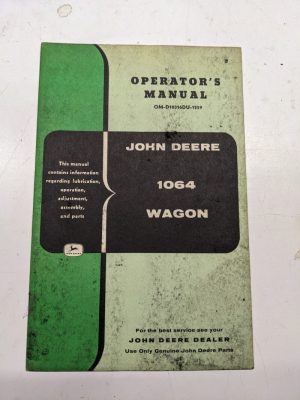 OPERATOR'S
MANUAL
JOHN DEERE
1064
WAGON
This manual
contains information
regarding lubrication,
operation,
adjustment,
assembly,
and parts
For the best service see your
JOHN DEERE DEALER
Use Only Genuine John Deere Parts